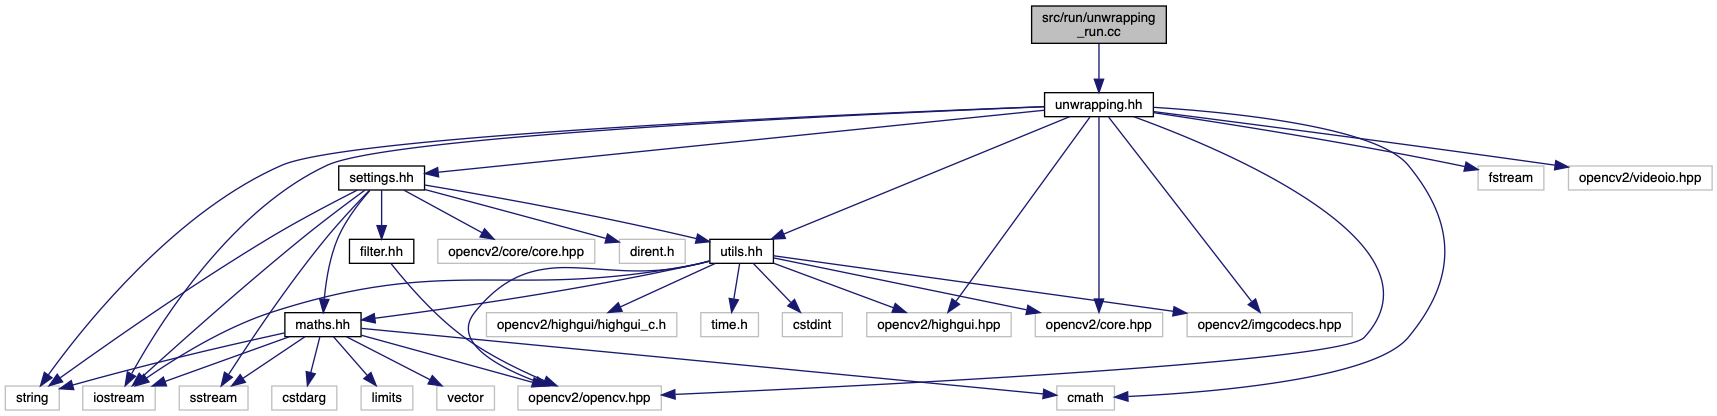 src/run/unwrapping
_run.cc
unwrapping.hh
settings.hh
fstream
opencv2/videoio.hpp
filter.hh
opencv2/core/core.hpp
dirent.h
utils.hh
maths.hh
opencv2/highgui/highgui_c.h
time.h
cstdint
opencv2/highgui.hpp
opencv2/core.hpp
opencv2/imgcodecs.hpp
string
iostream
sstream
cstdarg
limits
vector
opencv2/opencv.hpp
cmath